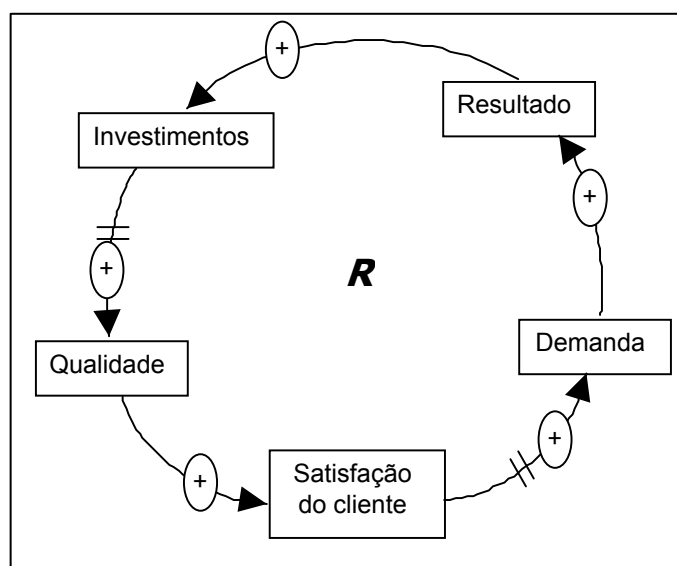 +
Resultado
Investimentos
+
+
R
Demanda
Qualidade
+
+
Satisfação
do cliente